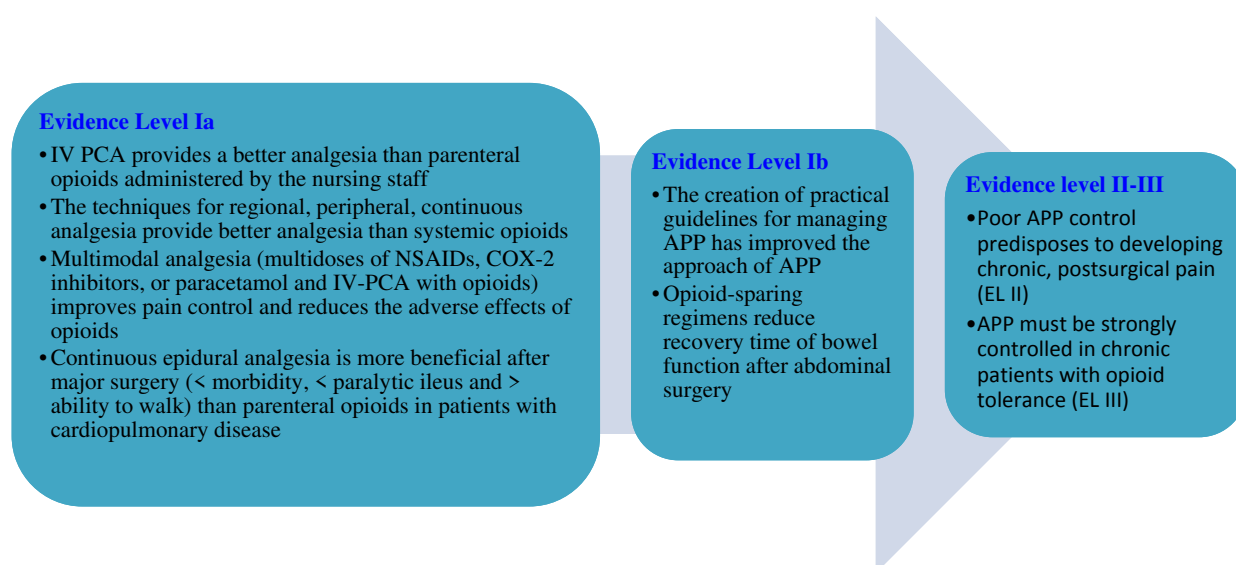 Evidence Level Ia
• IV PCA provides a better analgesia than parenteral
opioids administered by the nursing staff
• The techniques for regional, peripheral, continuous
analgesia provide better analgesia than systemic opioids
• Multimodal analgesia (multidoses of NSAIDs, COX-2
inhibitors, or paracetamol and IV-PCA with opioids)
improves pain control and reduces the adverse effects of
opioids
• Continuous epidural analgesia is more beneficial after
major surgery (< morbidity, < paralytic ileus and >
ability to walk) than parenteral opioids in patients with
cardiopulmonary disease
Evidence Level Ib
• The creation of practical
guidelines for managing
APP has improved the
approach of APP
• Opioid-sparing
regimens reduce
recovery time of bowel
function after abdominal
surgery
Evidence level II-III
• Poor APP control
predisposes to developing
chronic, postsurgical pain
(EL II)
• APP must be strongly
controlled in chronic
patients with opioid
tolerance (EL III)